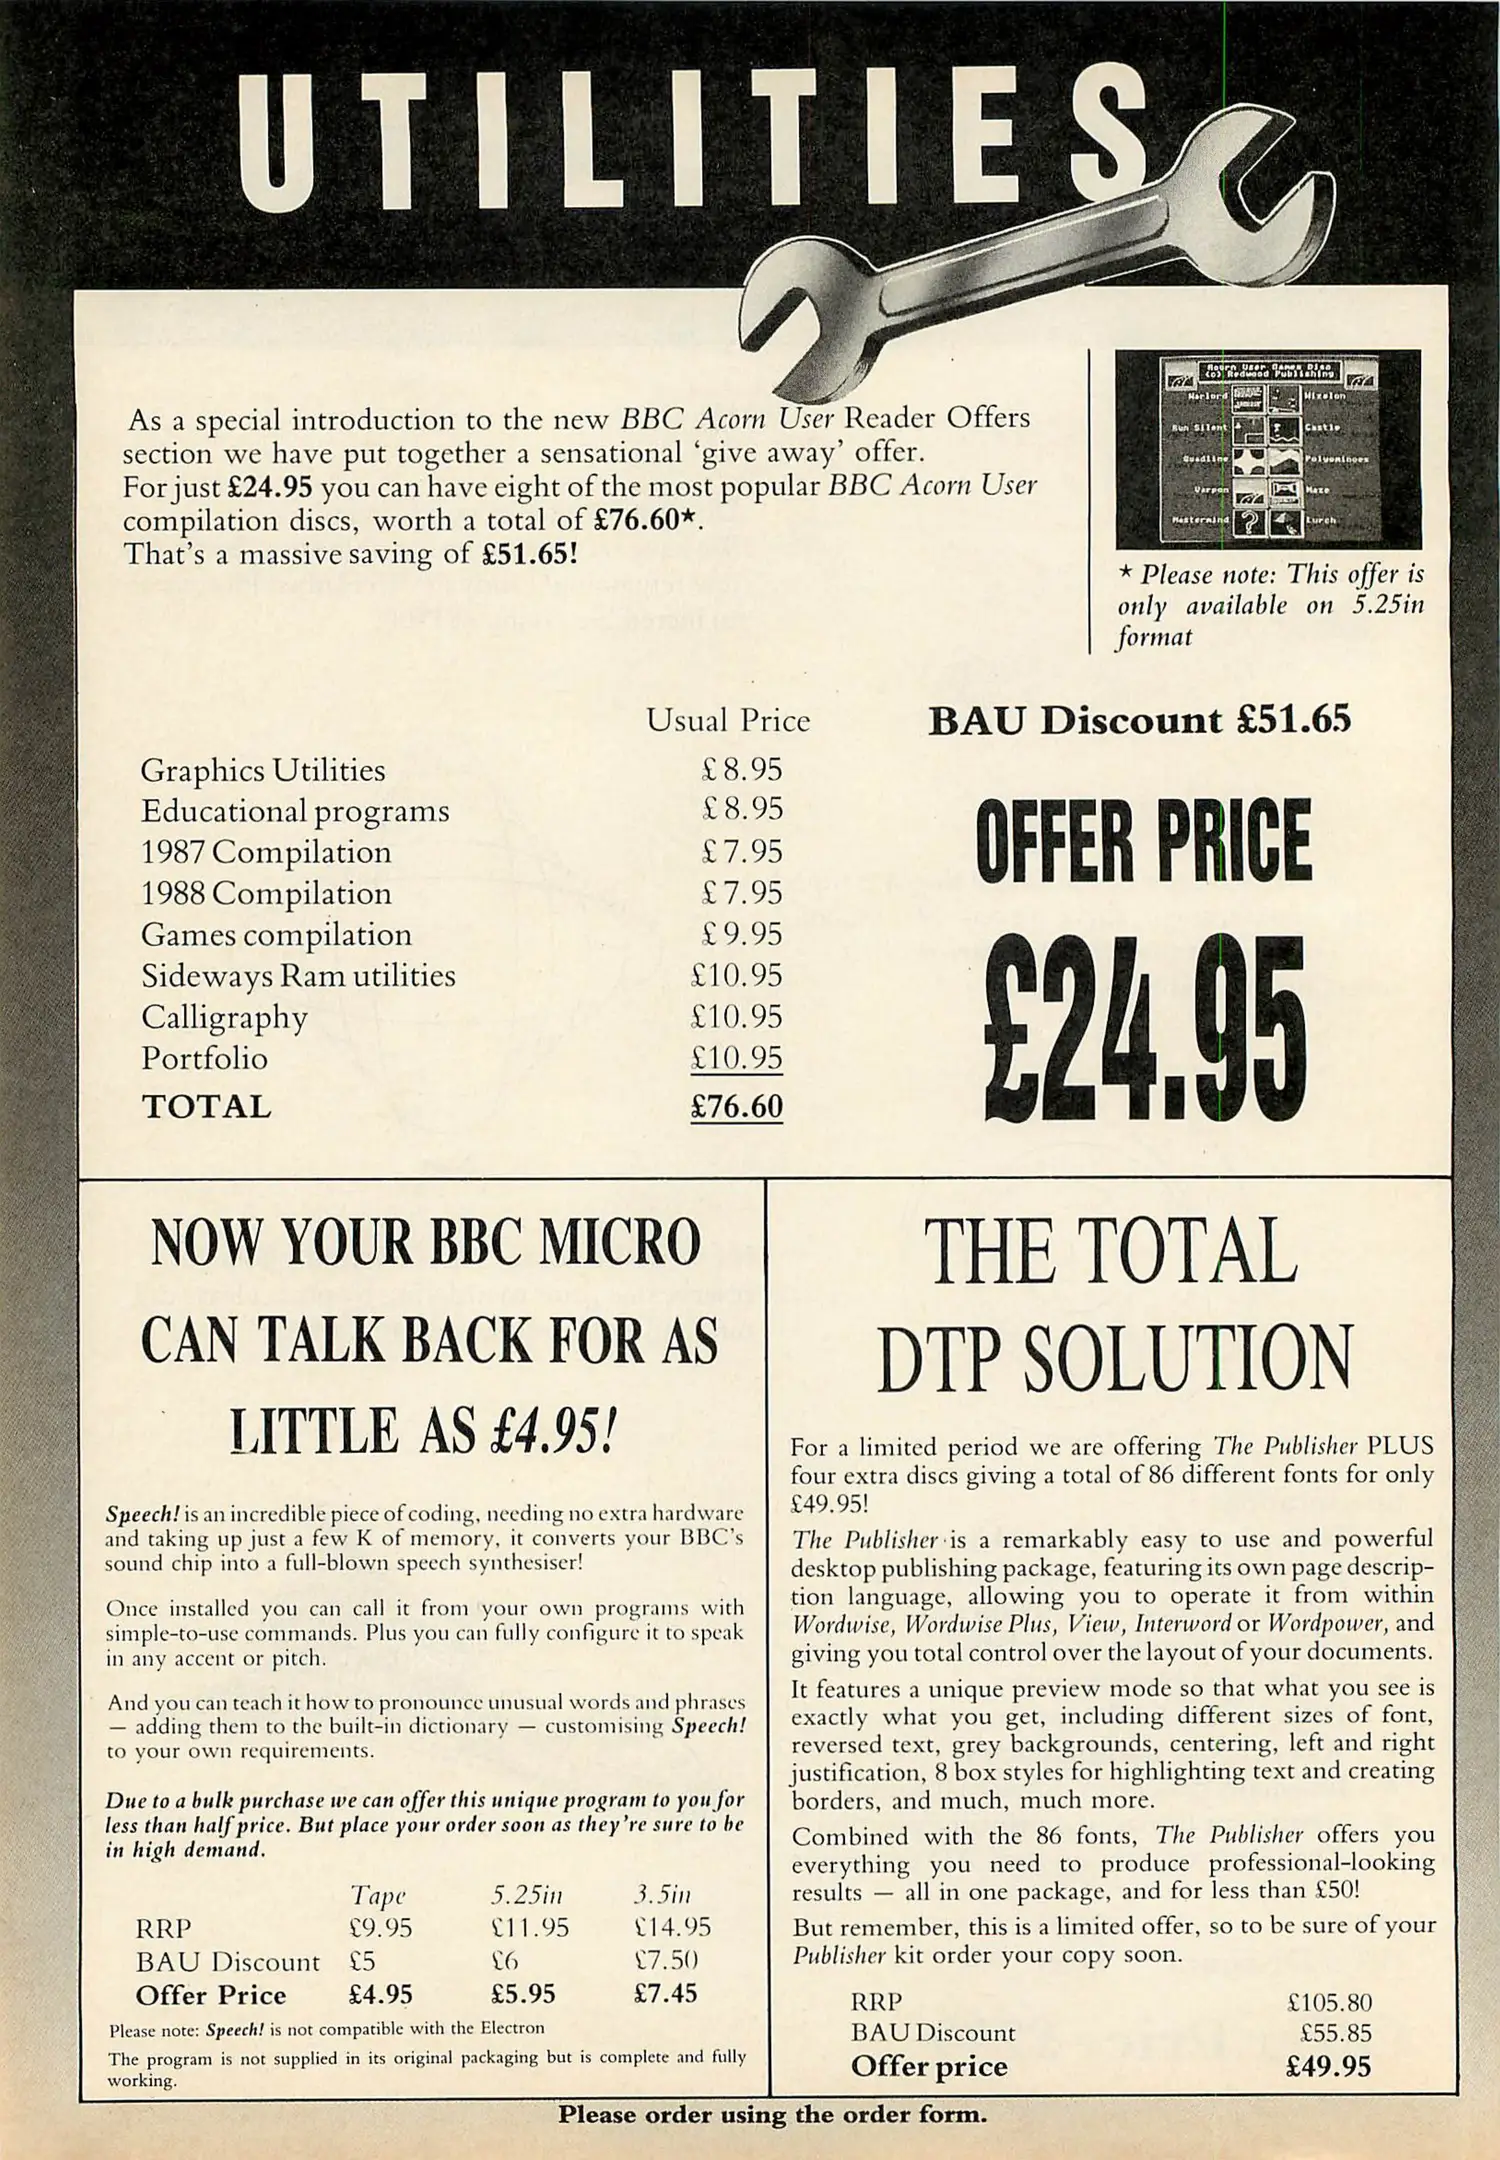 UTILITIES
As a special introduction to the new BBC Acorn User Reader Offers
section we have put together a sensational ‘give away’ offer.
For just £24.95 you can have eight of the most popular BBC Acorn User
compilation discs, worth a total of £76.60*.
That's a massive saving of £51.65!
Acorn User Games Disc
(c) Redwood Publishing
Warlord Wizelon
Run Silent Castle
Quadline Polyominoes
Warpon Maze
Mastermind Lurch
* Please note: This offer is
only available on 5.25in
format
Usual Price
Graphics Utilities £8.95
Educational programs £8.95
1987 Compilation £7.95
1988 Compilation £7.95
Games compilation £9.95
Sideways Ram utilities £10.95
Calligraphy £10.95
Portfolio £10.95
TOTAL £76.60
BAU Discount £51.65
OFFER PRICE
£24.95
NOW YOUR BBC MICRO
CAN TALK BACK FOR AS
LITTLE AS £4.95!
Speech! is an incredible piece of coding, needing no extra hardware
and taking up just a few K of memory, it converts your BBC's
sound chip into a full-blown speech synthesiser!
Once installed you can call it from your own programs with
simple-to-use commands. Plus you can fully configure it to speak
in any accent or pitch.
And you can teach it how to pronounce unusual words and phrases
— adding them to the built-in dictionary — customising Speech!
to your own requirements.
Due to a bulk purchase we can offer this unique program to you for
less than half price. But place your order soon as they're sure to be
in high demand.
Tape 5.25in 3.5in
RRP £9.95 £11.95 £14.95
BAU Discount £5 £6 £7.50
Offer Price £4.95 £5.95 £7.45
Please note: Speech! is not compatible with the Electron
The program is not supplied in its original packaging but is complete and fully
working.
THE TOTAL
DTP SOLUTION
For a limited period we are offering The Publisher PLUS
four extra discs giving a total of 86 different fonts for only
£49.95!
The Publisher is a remarkably easy to use and powerful
desktop publishing package, featuring its own page descrip-
tion language, allowing you to operate it from within
Wordwise, Wordwise Plus, View, Interword or Wordpower, and
giving you total control over the layout of your documents.
It features a unique preview mode so that what you see is
exactly what you get, including different sizes of font,
reversed text, grey backgrounds, centering, left and right
justification, 8 box styles for highlighting text and creating
borders, and much, much more.
Combined with the 86 fonts, The Publisher offers you
everything you need to produce professional-looking
results — all in one package, and for less than £50!
But remember, this is a limited offer, so to be sure of your
Publisher kit order your copy soon.
RRP £105.80
BAU Discount £55.85
Offer price £49.95
Please order using the order form.